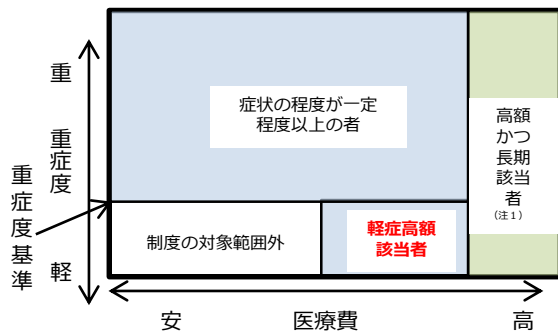 重
重症度
軽
重症度基準
症状の程度が一定
程度以上の者
高額
かつ
長期
該当
者
(注１)
制度の対象範囲外
軽症高額
該当者
安
医療費
高